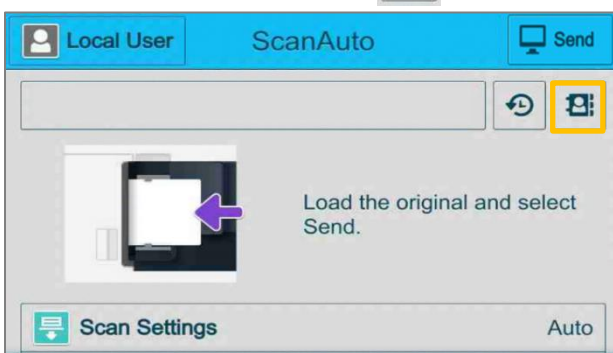 Local User
ScanAuto
Send
Load the original and select
Send.
Scan Settings
Auto